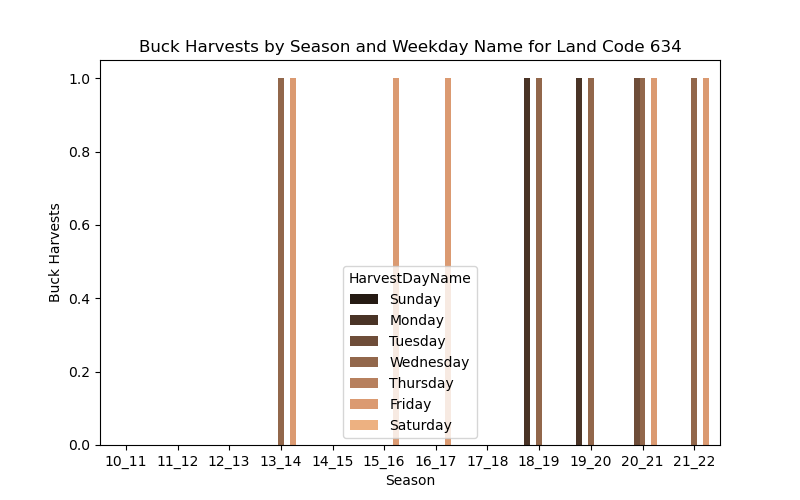 Buck Harvests by Season and Weekday Name for Land Code 634
Buck Harvests
1.0
0.8
0.6
0.4
0.2
0.0
HarvestDayName
Sunday
Monday
Tuesday
Wednesday
Thursday
Friday
Saturday
10_11 11_12 12_13 13_14 14_15 15_16 16_17 17_18 18_19 19_20 20_21 21_22
Season